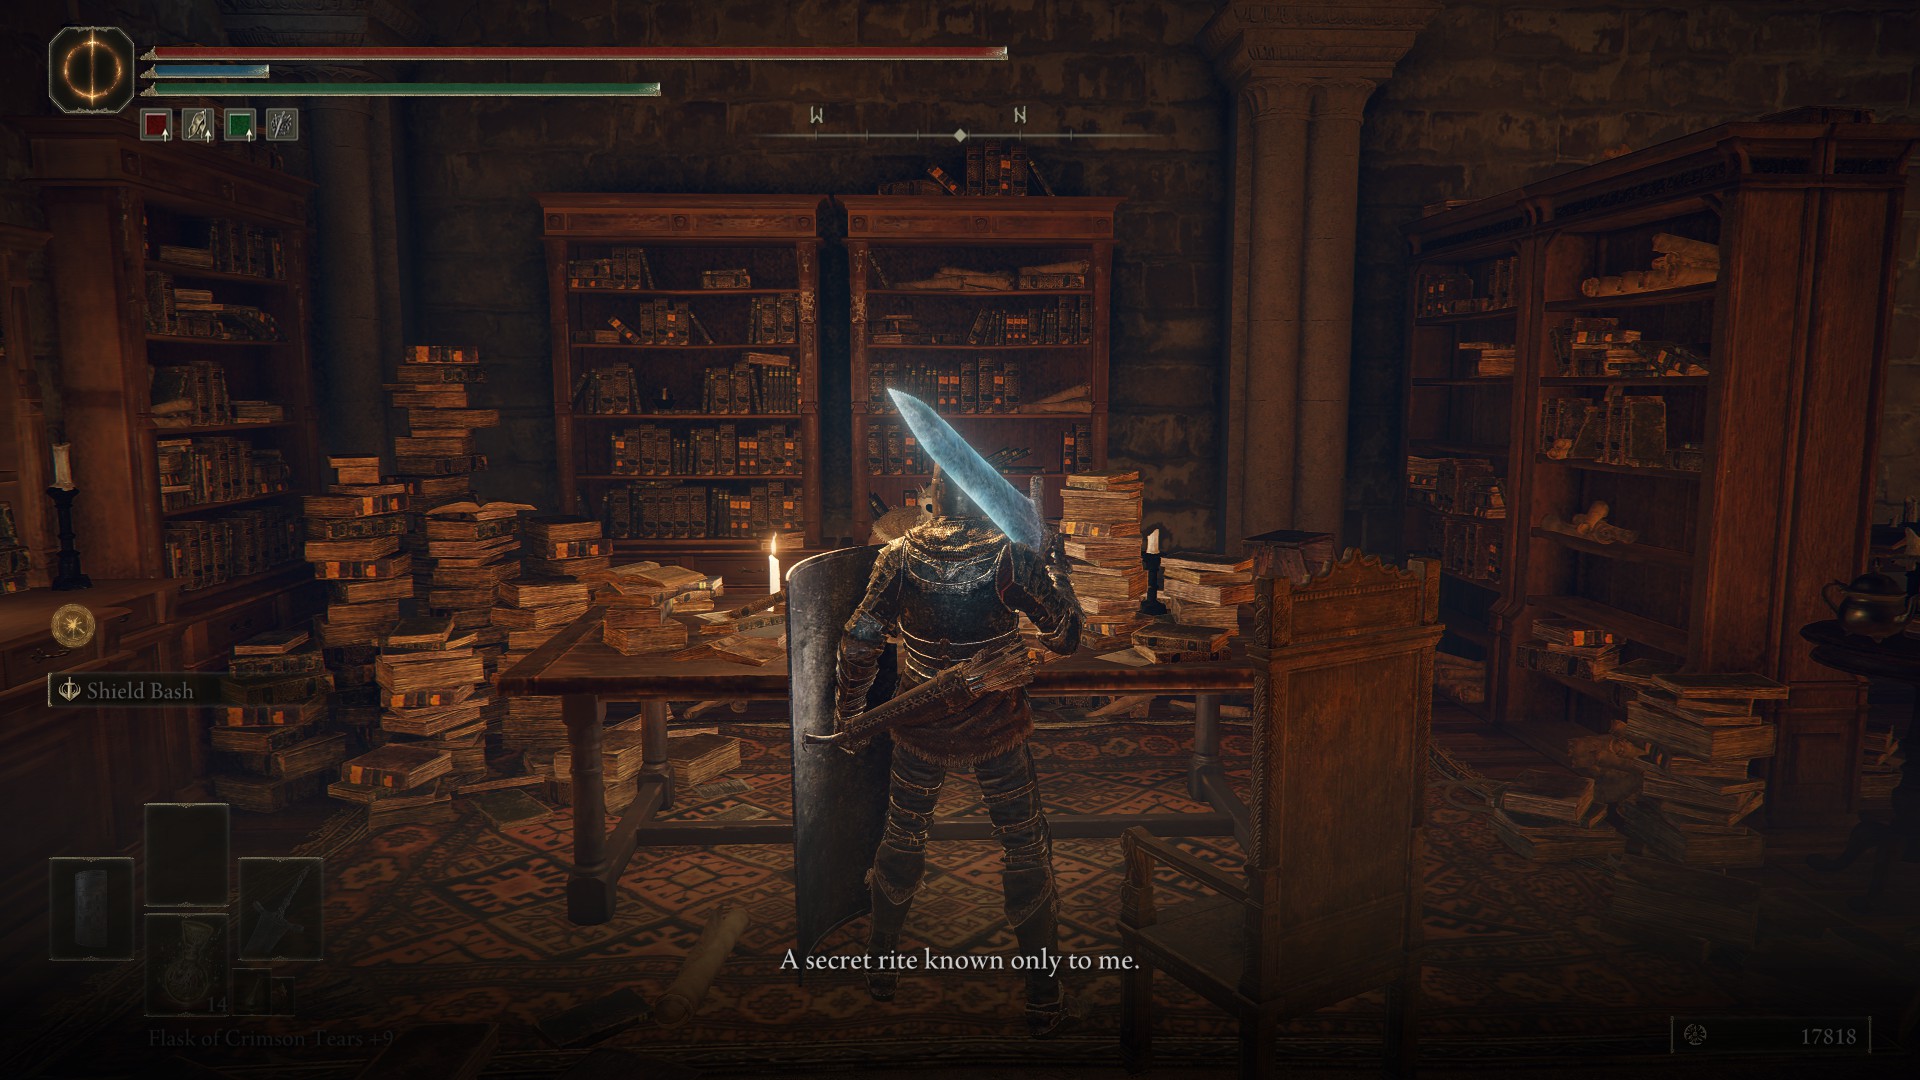 W N
Shield Bash
A secret rite known only to me.
14
Flask of Crimson Tears +9
17818